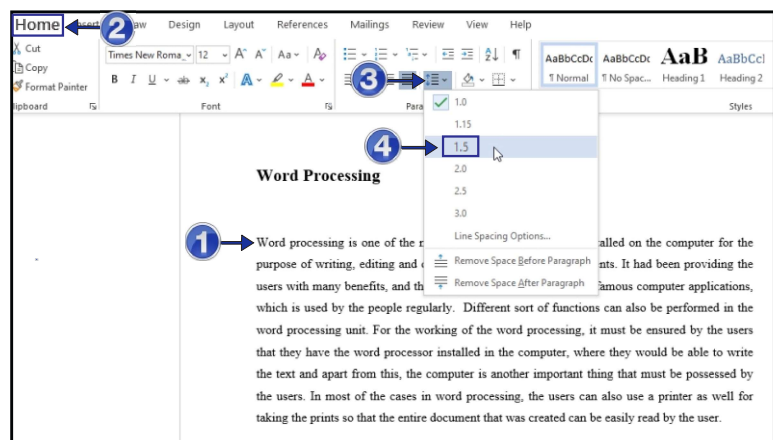 Home Insert Draw Design Layout References Mailings Review View Help
Cut
Copy
Format Painter
lipboard
Times New Roma 12 A A Aa A
B I U ab x₂ x² A A
Font
Para
¶
AaBbCcDc AaBbCcDc AaB AaBbCcl
¶ Normal ¶ No Spac... Heading 1 Heading 2
Styles
2
3
4
1
1.0
1.15
1.5
2.0
2.5
3.0
Line Spacing Options...
Remove Space Before Paragraph
Remove Space After Paragraph
Word Processing
Word processing is one of the alled on the computer for the
purpose of writing, editing and nts. It had been providing the
users with many benefits, and th famous computer applications,
which is used by the people regularly. Different sort of functions can also be performed in the
word processing unit. For the working of the word processing, it must be ensured by the users
that they have the word processor installed in the computer, where they would be able to write
the text and apart from this, the computer is another important thing that must be possessed by
the users. In most of the cases in word processing, the users can also use a printer as well for
taking the prints so that the entire document that was created can be easily read by the user.